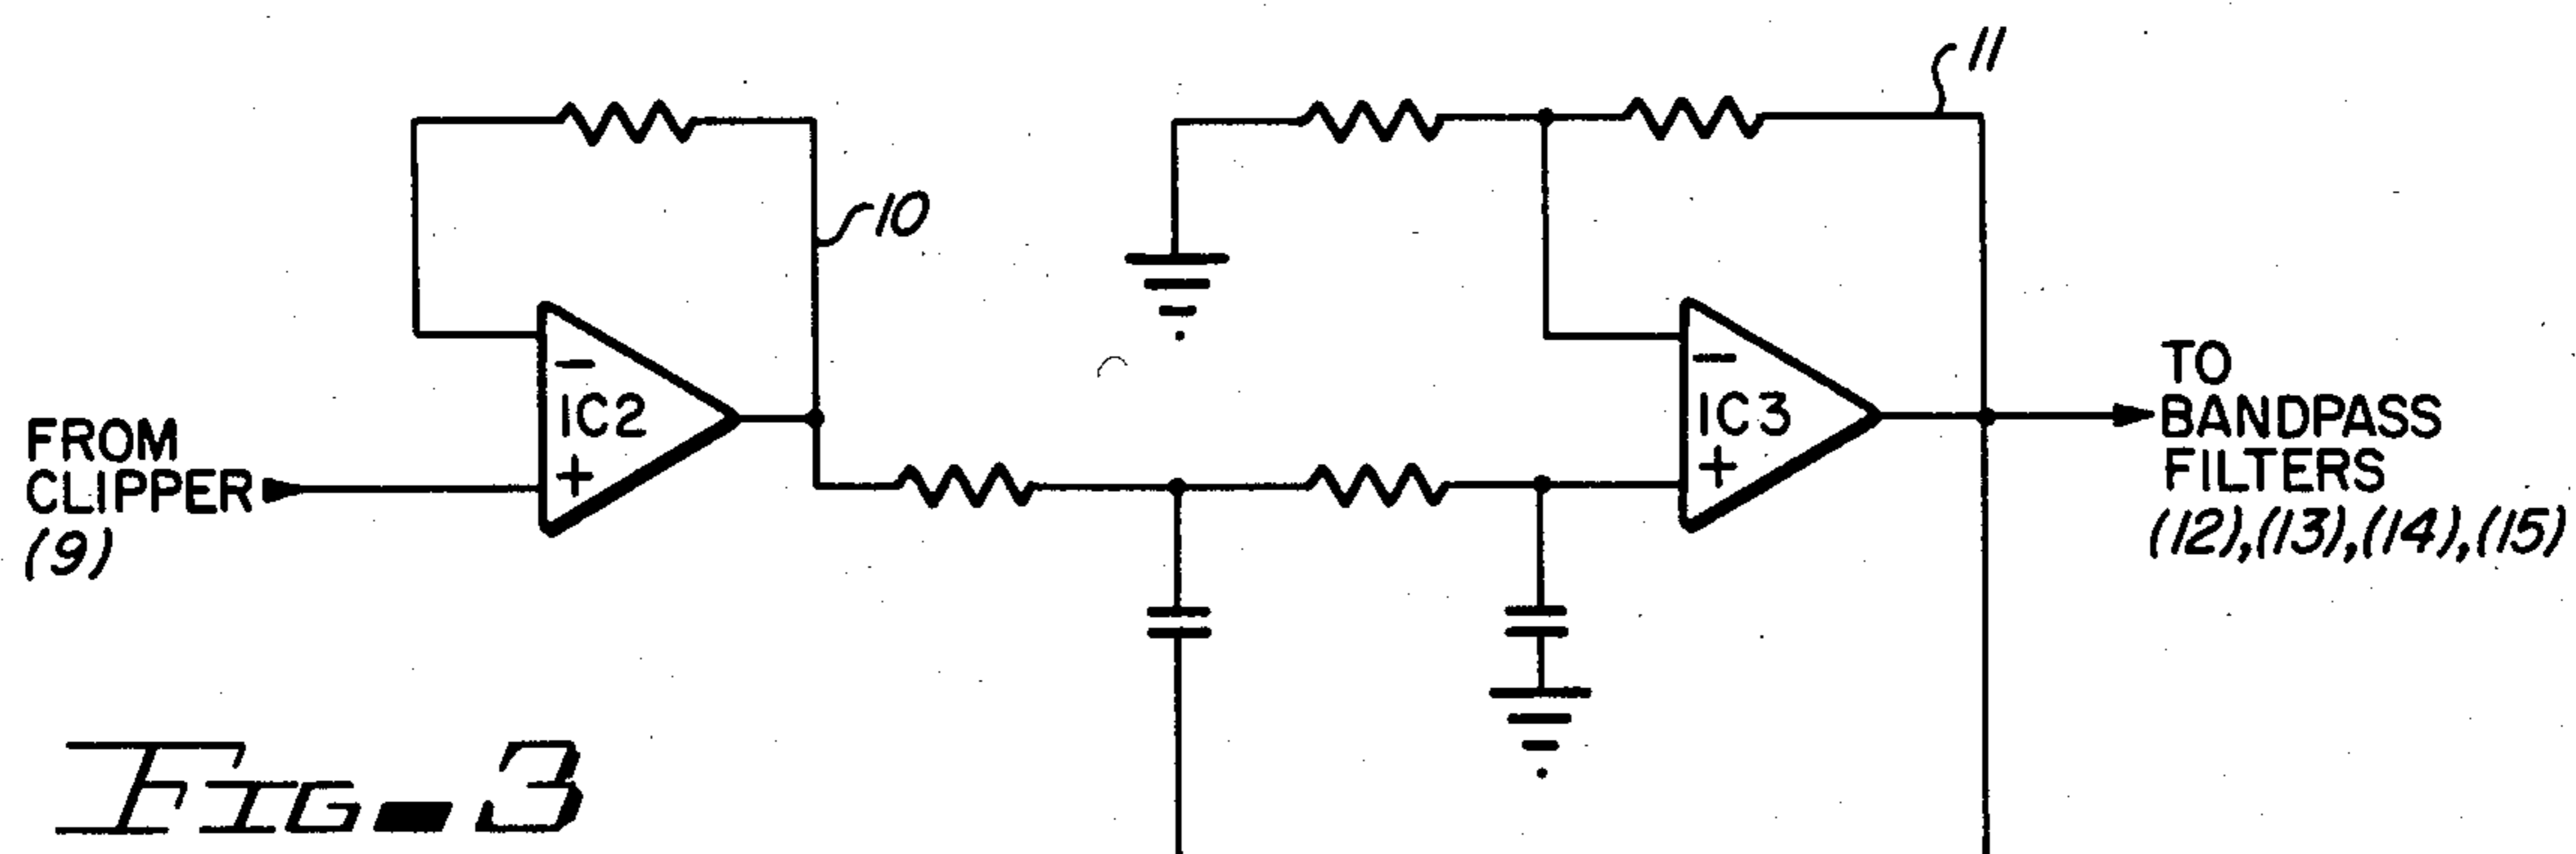 11
10
FROM
CLIPPER
(9)
-
IC2
+
-
IC3
+
TO
BANDPASS
FILTERS
(12),(13),(14),(15)
FIG. 3